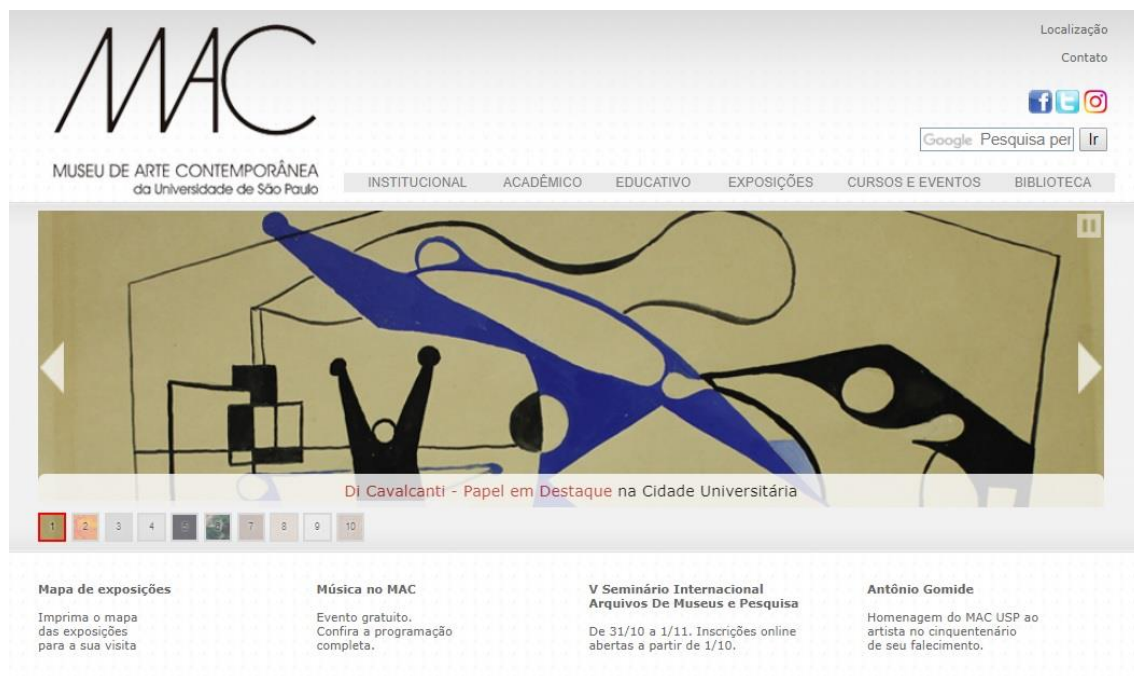 MAC
MUSEU DE ARTE CONTEMPORÂNEA
da Universidade de São Paulo
Localização
Contato
Google Pesquisa per
Ir
INSTITUCIONAL
ACADÊMICO
EDUCATIVO
EXPOSIÇÕES
CURSOS E EVENTOS
BIBLIOTECA
Di Cavalcanti - Papel em Destaque na Cidade Universitária
1 2 3 4 5 6 7 8 9 10
Mapa de exposições
Imprima o mapa
das exposições
para a sua visita
Música no MAC
Evento gratuito.
Confira a programação
completa.
V Seminário Internacional
Arquivos De Museus e Pesquisa
De 31/10 a 1/11. Inscrições online
abertas a partir de 1/10.
Antônio Gomide
Homenagem do MAC USP ao
artista no cinquentenário
de seu falecimento.